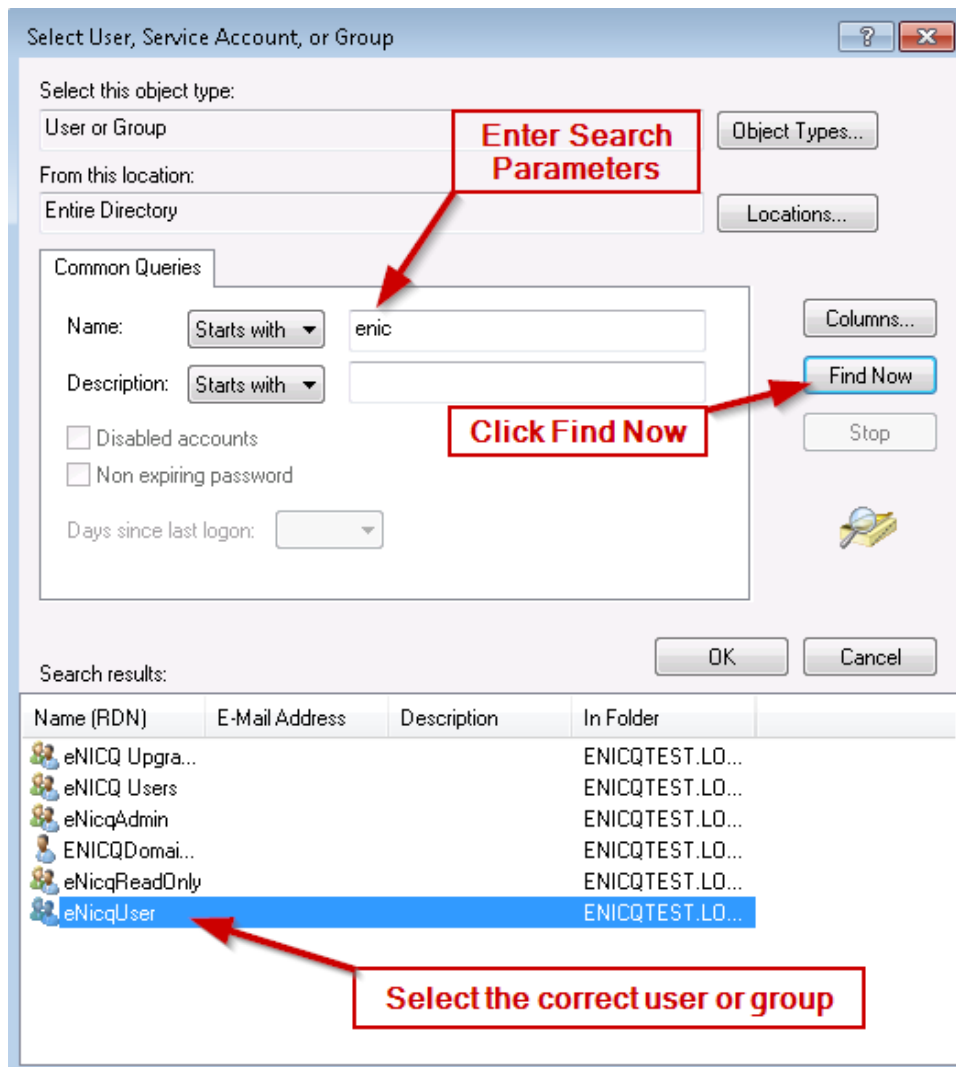 Select User, Service Account, or Group
Select this object type:
User or Group
Object Types...
Enter Search
Parameters
From this location:
Entire Directory
Locations...
Common Queries
Name:
Starts with
enic
Columns...
Description:
Starts with
Find Now
Click Find Now
Disabled accounts
Stop
Non expiring password
Days since last logon:
OK
Cancel
Search results:
Name (RDN) E-Mail Address Description In Folder
eNICQ Upgra... ENICQTEST.LO...
eNICQ Users ENICQTEST.LO...
eNicqAdmin ENICQTEST.LO...
ENICQDomai... ENICQTEST.LO...
eNicqReadOnly ENICQTEST.LO...
eNicqUser ENICQTEST.LO...
Select the correct user or group